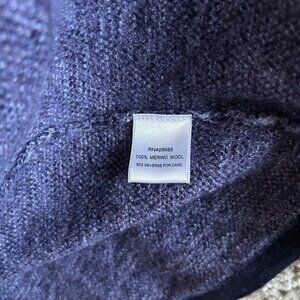 RN#29685
100% MERINO WOOL
SEE REVERSE FOR CARE